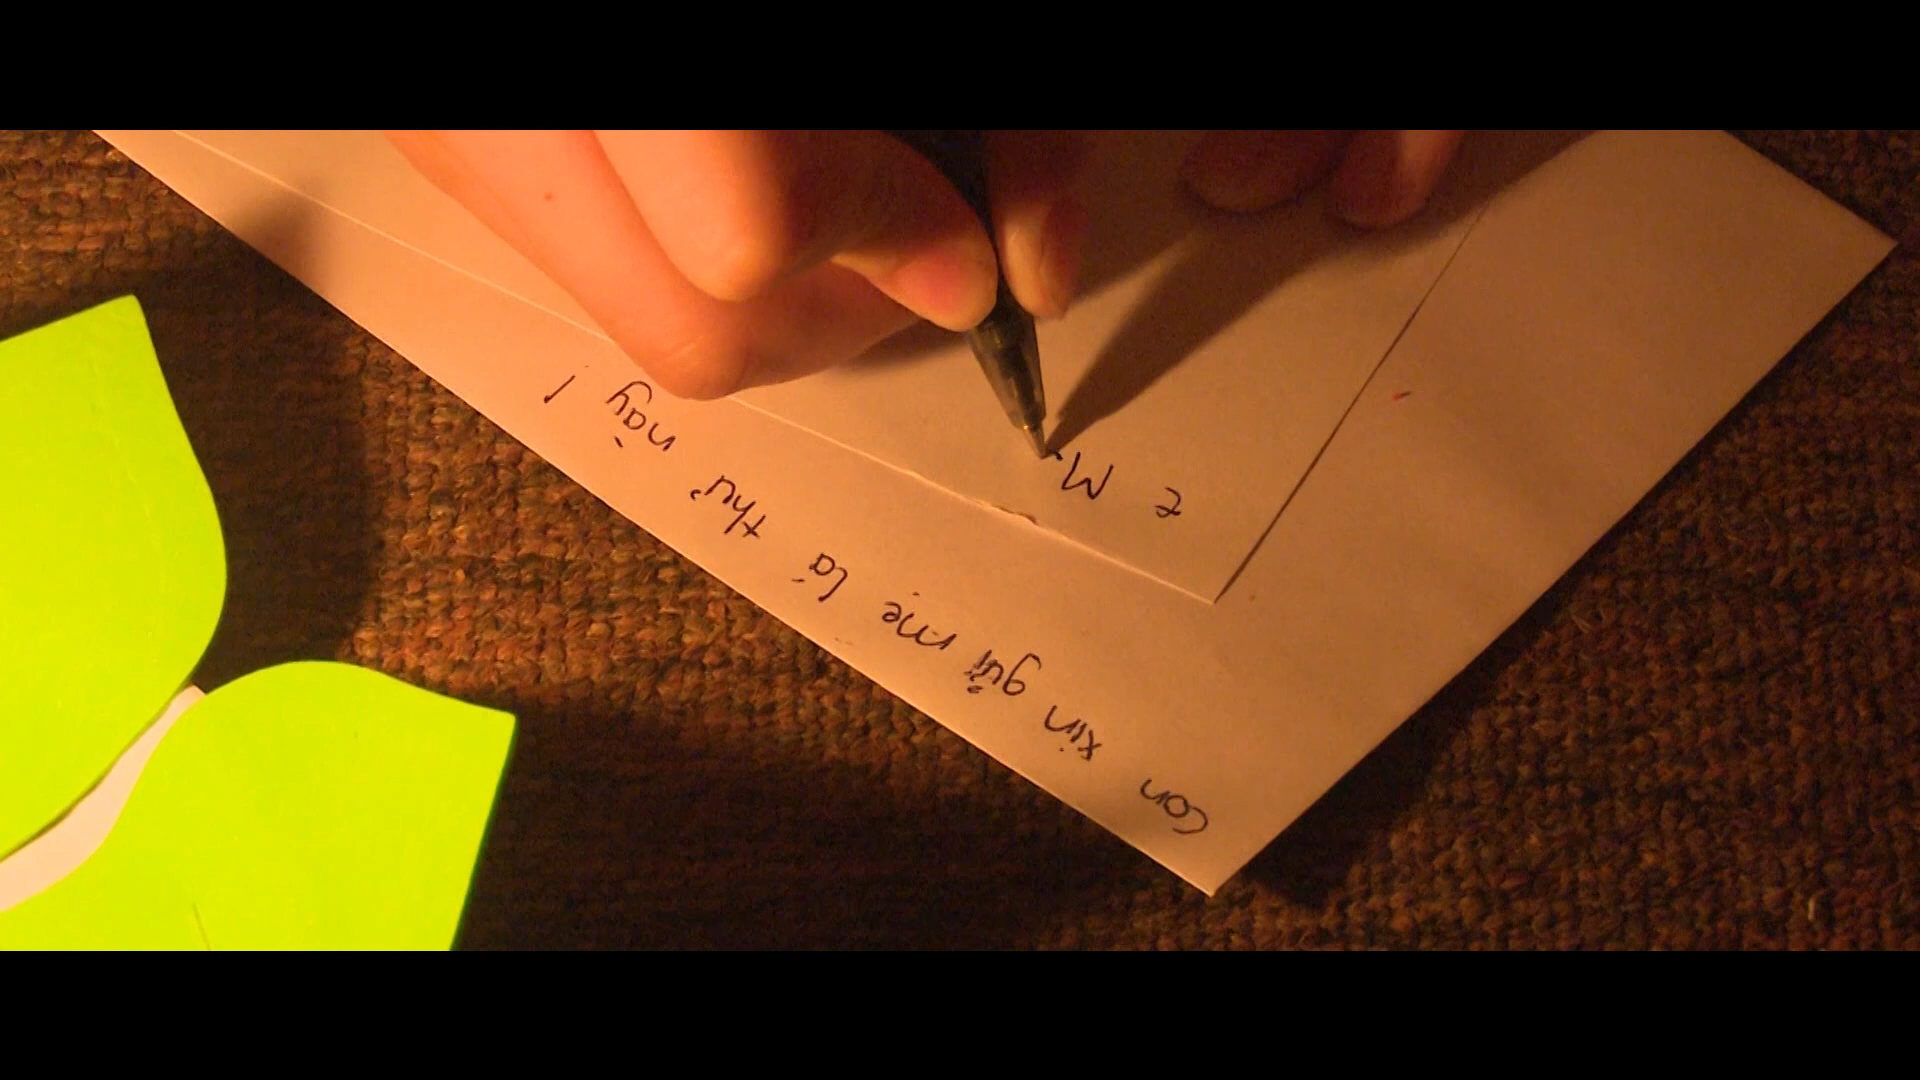 Con xin gửi mẹ lá thư này!